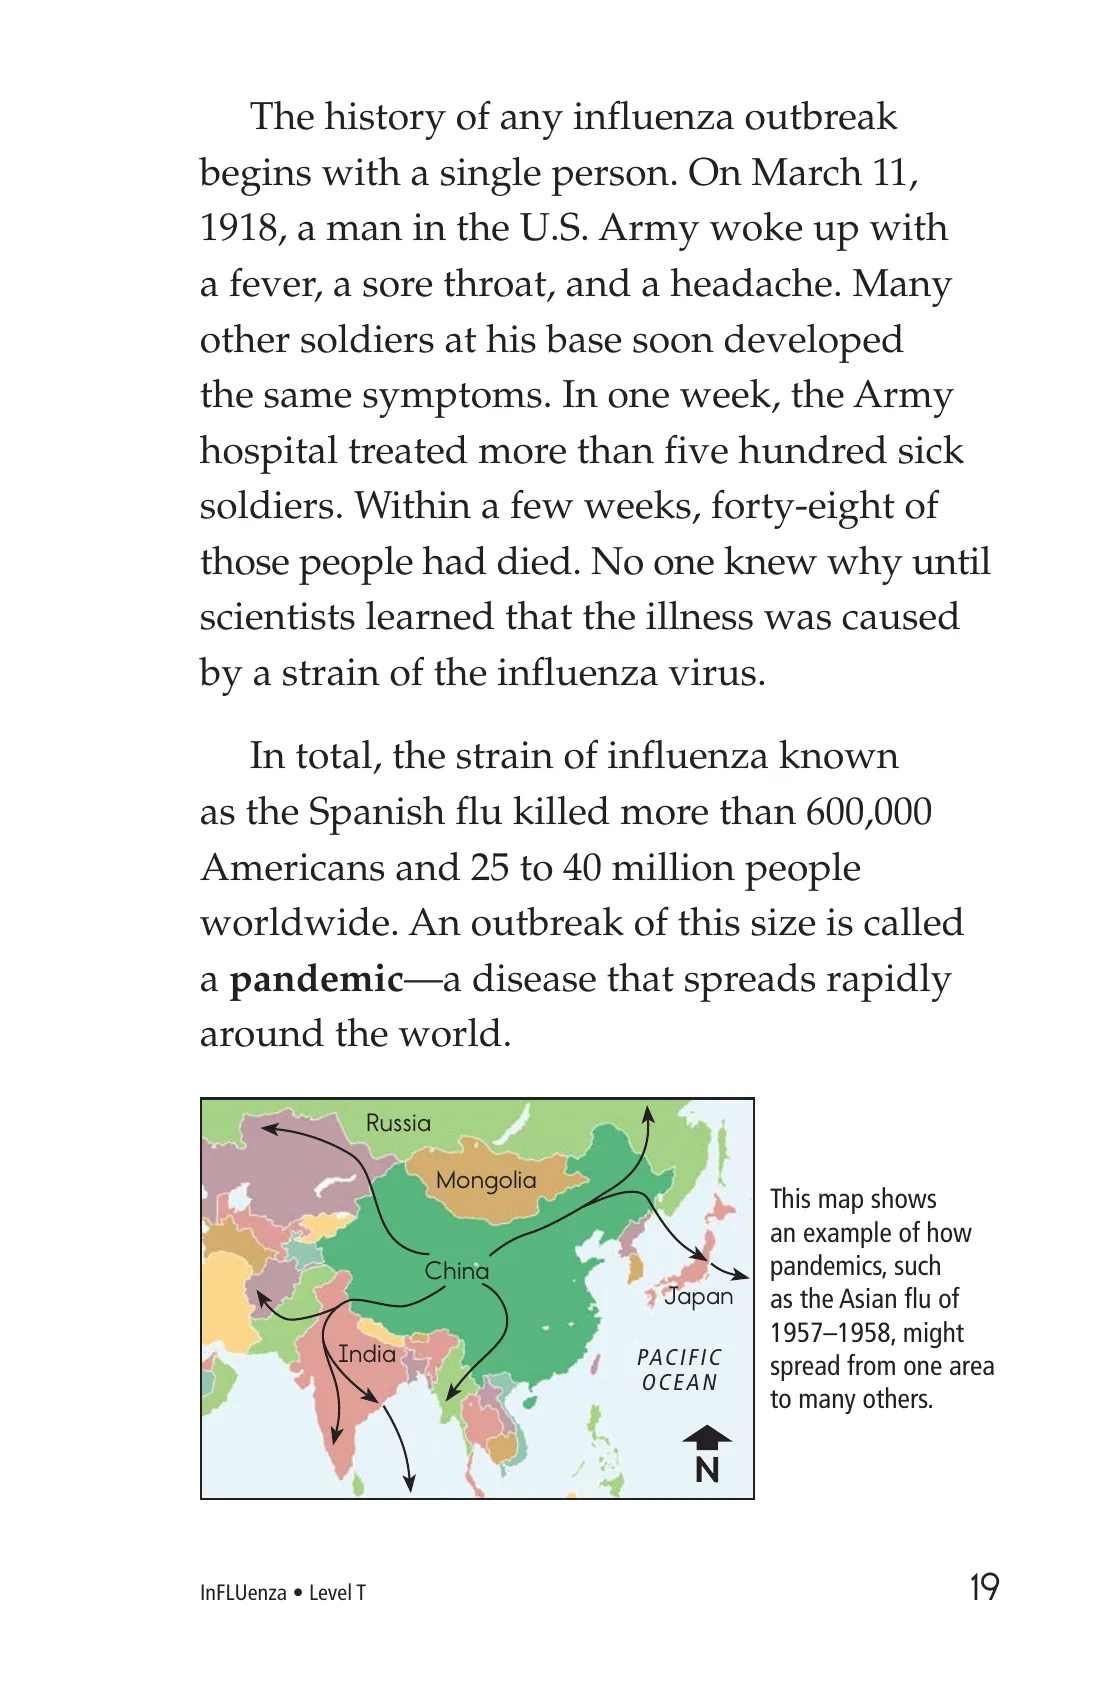 The history of any influenza outbreak
begins with a single person. On March 11,
1918, a man in the U.S. Army woke up with
a fever, a sore throat, and a headache. Many
other soldiers at his base soon developed
the same symptoms. In one week, the Army
hospital treated more than five hundred sick
soldiers. Within a few weeks, forty-eight of
those people had died. No one knew why until
scientists learned that the illness was caused
by a strain of the influenza virus.
In total, the strain of influenza known
as the Spanish flu killed more than 600,000
Americans and 25 to 40 million people
worldwide. An outbreak of this size is called
a pandemic—a disease that spreads rapidly
around the world.
Russia
Mongolia
China
Japan
India
PACIFIC
OCEAN
N
This map shows
an example of how
pandemics, such
as the Asian flu of
1957–1958, might
spread from one area
to many others.
InFLUenza • Level T
19